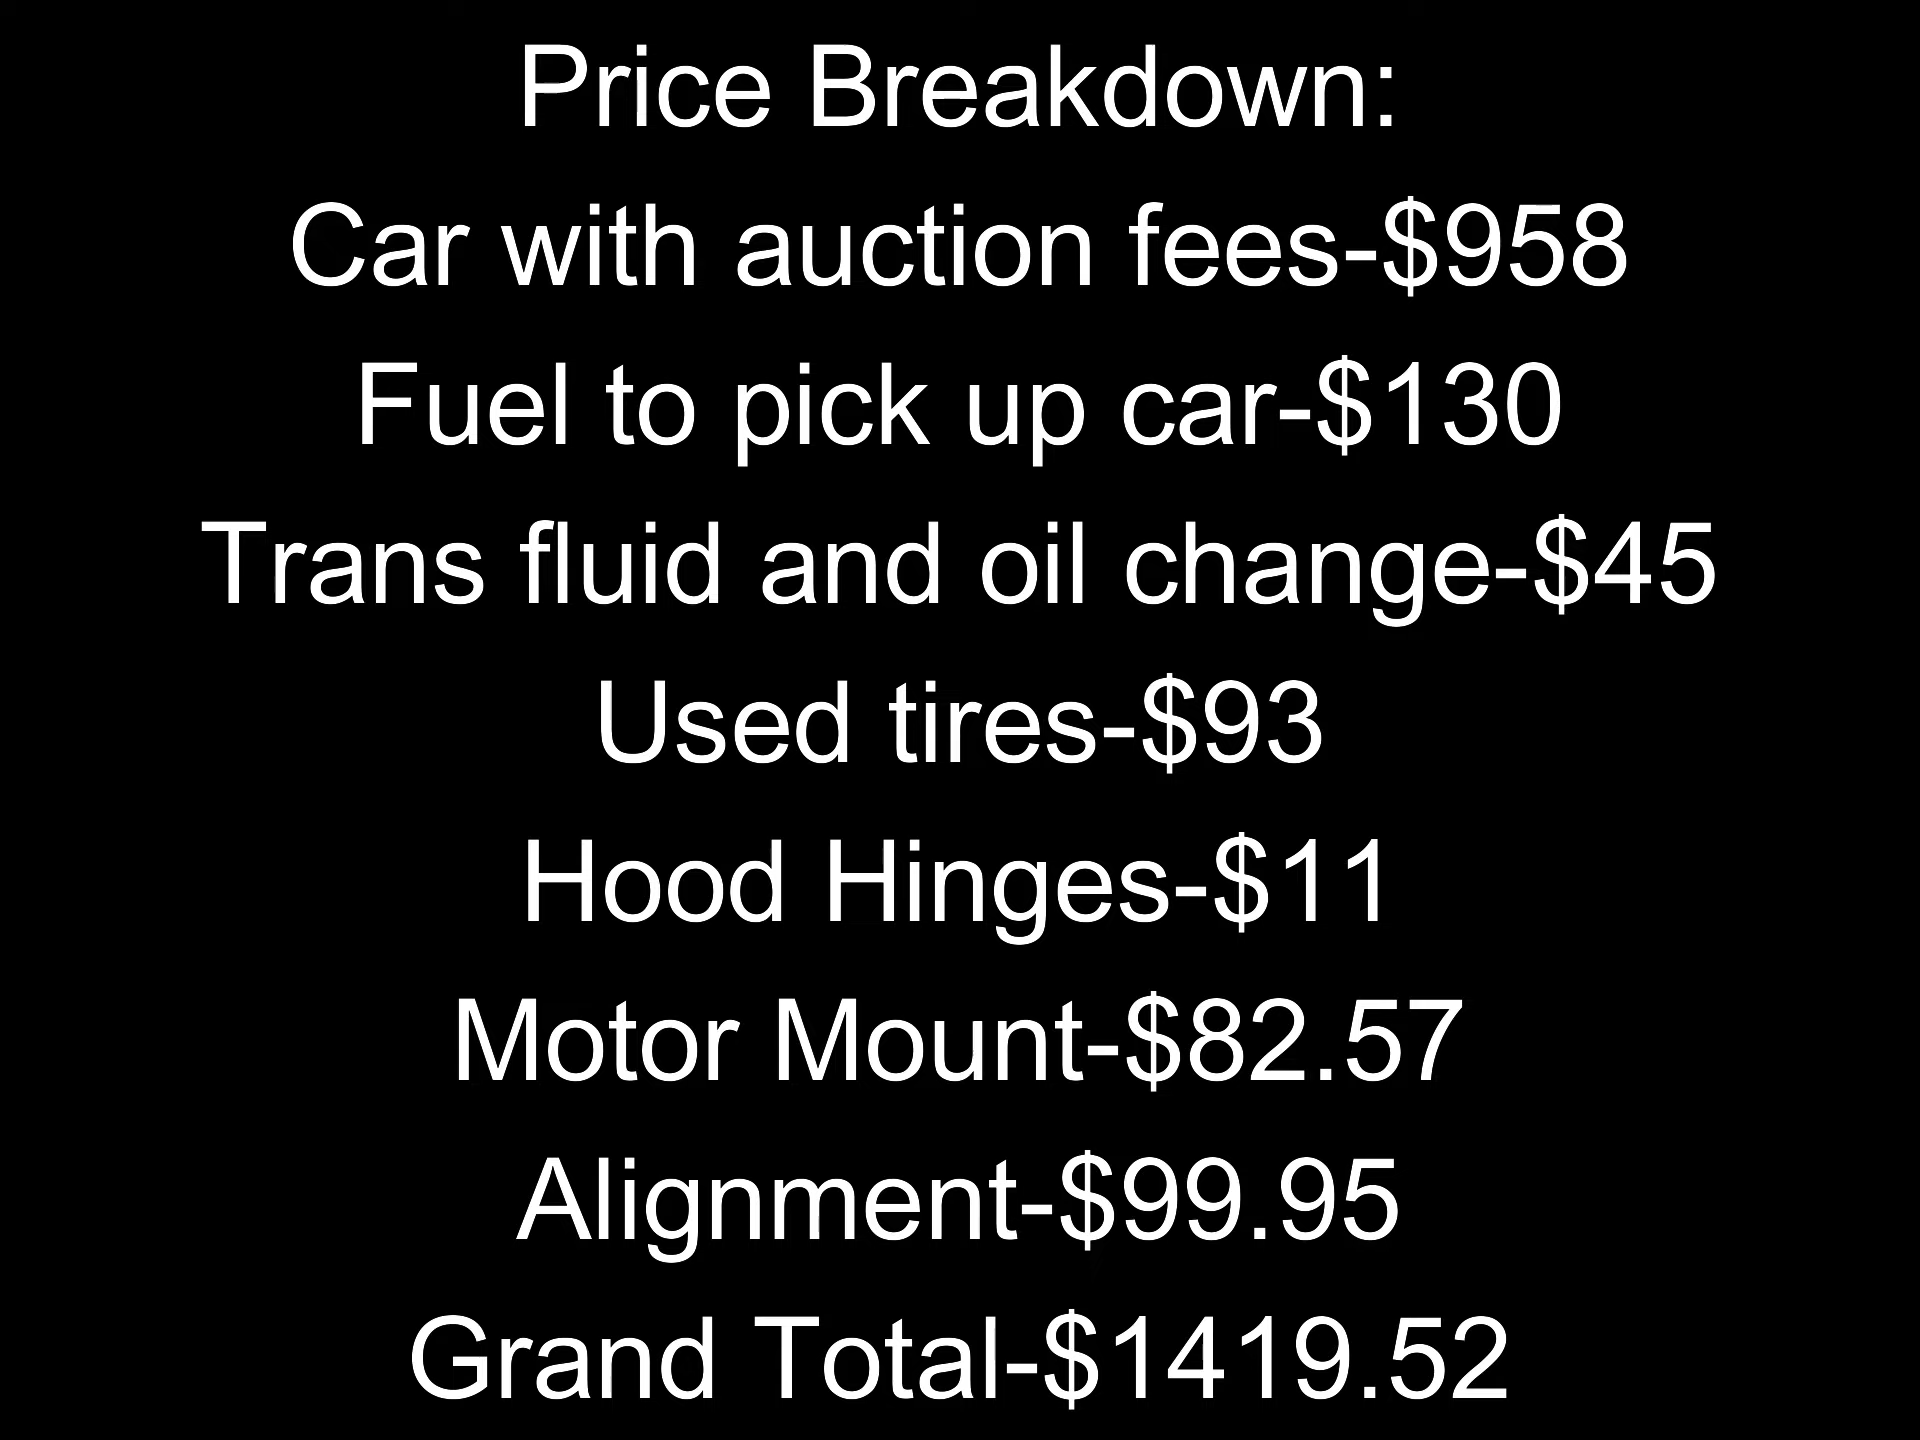 Price Breakdown:
Car with auction fees-$958
Fuel to pick up car-$130
Trans fluid and oil change-$45
Used tires-$93
Hood Hinges-$11
Motor Mount-$82.57
Alignment-$99.95
Grand Total-$1419.52